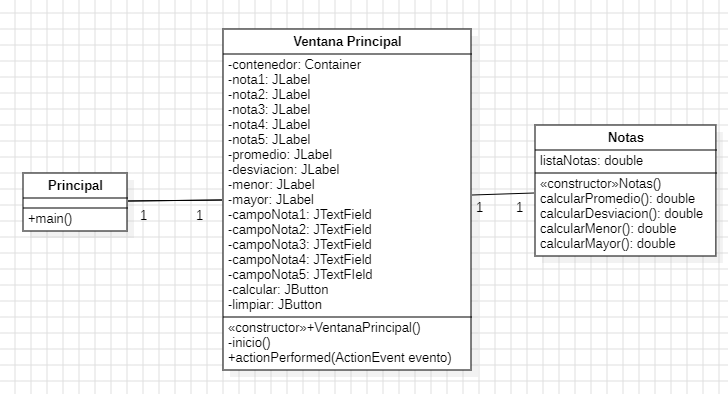 Principal
+main()
1
1
Ventana Principal
-contenedor: Container
-nota1: JLabel
-nota2: JLabel
-nota3: JLabel
-nota4: JLabel
-nota5: JLabel
-promedio: JLabel
-desviacion: JLabel
-menor: JLabel
-mayor: JLabel
-campoNota1: JTextField
-campoNota2: JTextField
-campoNota3: JTextField
-campoNota4: JTextField
-campoNota5: JTextFIeld
-calcular: JButton
-limpiar: JButton
«constructor»+VentanaPrincipal()
-inicio()
+actionPerformed(ActionEvent evento)
1
1
Notas
listaNotas: double
«constructor»Notas()
calcularPromedio(): double
calcularDesviacion(): double
calcularMenor(): double
calcularMayor(): double